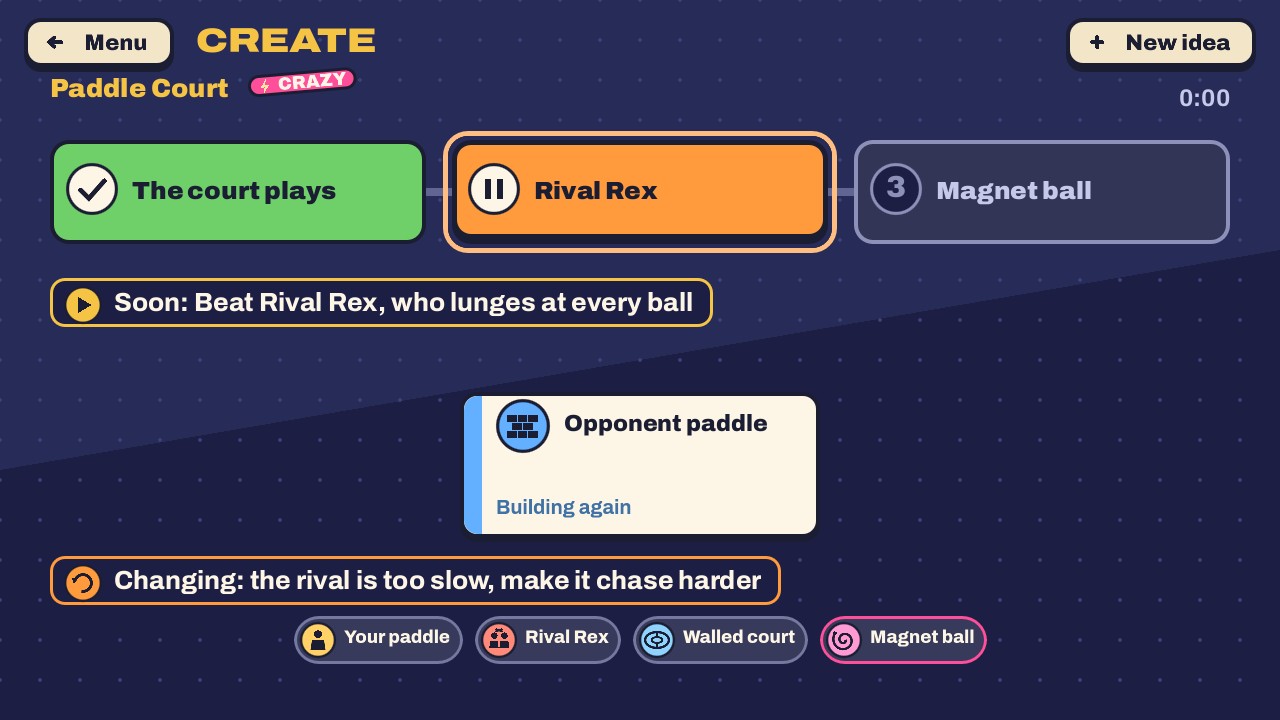 Menu
CREATE
New idea
Paddle Court
CRAZY
0:00
The court plays
Rival Rex
3
Magnet ball
Soon: Beat Rival Rex, who lunges at every ball
Opponent paddle
Building again
Changing: the rival is too slow, make it chase harder
Your paddle
Rival Rex
Walled court
Magnet ball